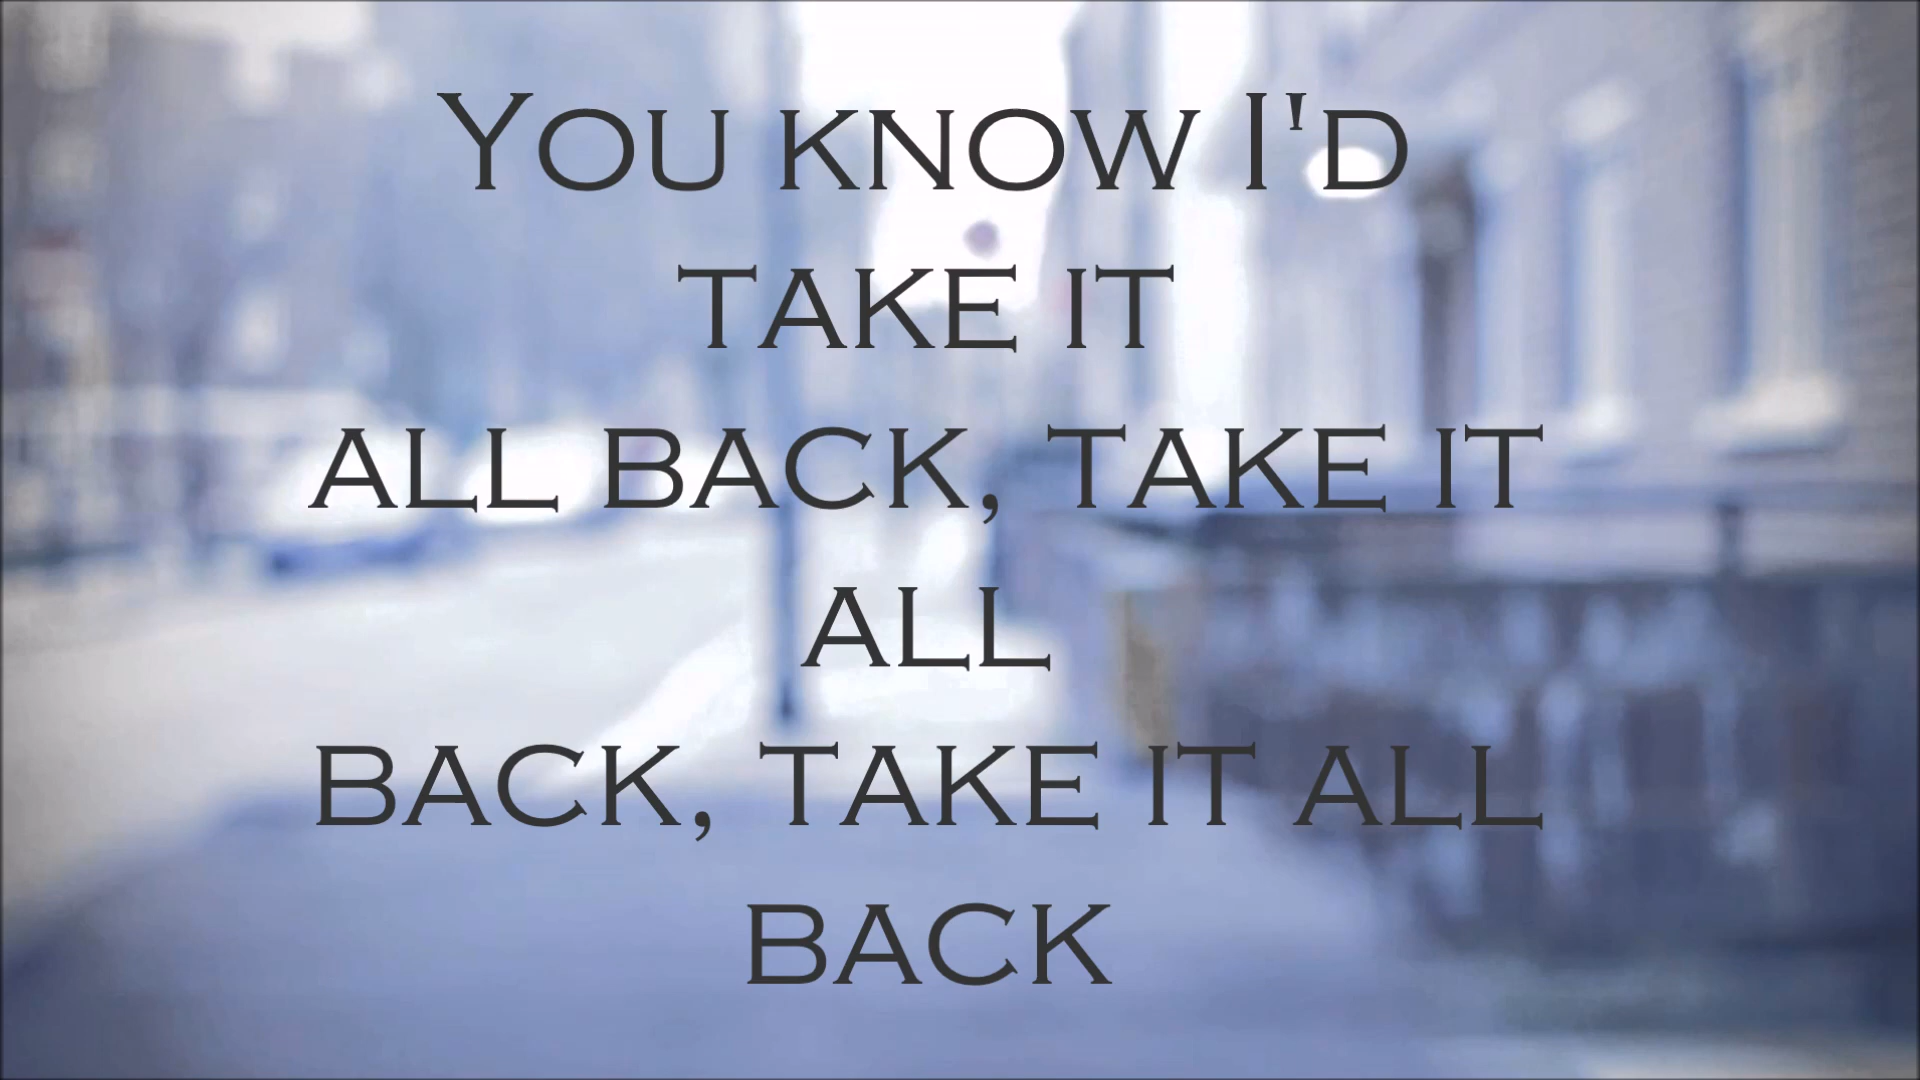 You know I'd
take it
all back, take it
all
back, take it all
back